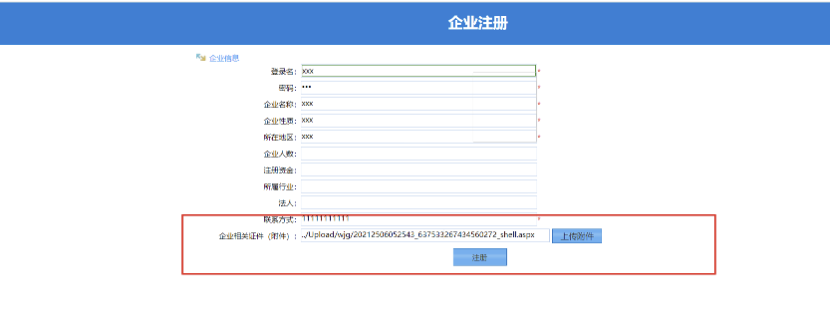 企业注册
企业信息
登录名： xxx *
密码： ••• *
企业名称： xxx *
企业性质： xxx *
所在地区： xxx *
企业人数：
注册资金：
所属行业：
法人：
联系方式： 11111111111 *
企业相关证件（附件）： ../Upload/wjg/20212506052543_637533267434560272_shell.aspx 上传附件
注册